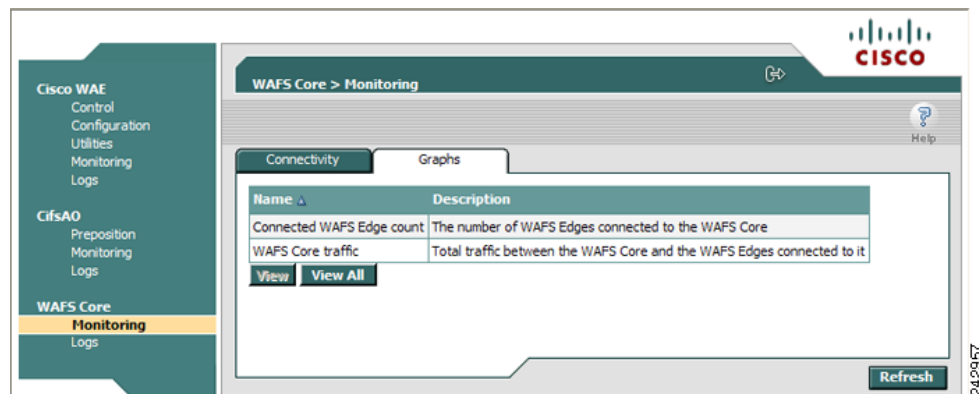 CISCO
WAFS Core > Monitoring
Help
Cisco WAE
Control
Configuration
Utilities
Monitoring
Logs
CifsAO
Preposition
Monitoring
Logs
WAFS Core
Monitoring
Logs
Connectivity
Graphs
Name Description
Connected WAFS Edge count The number of WAFS Edges connected to the WAFS Core
WAFS Core traffic Total traffic between the WAFS Core and the WAFS Edges connected to it
View View All
Refresh
242957